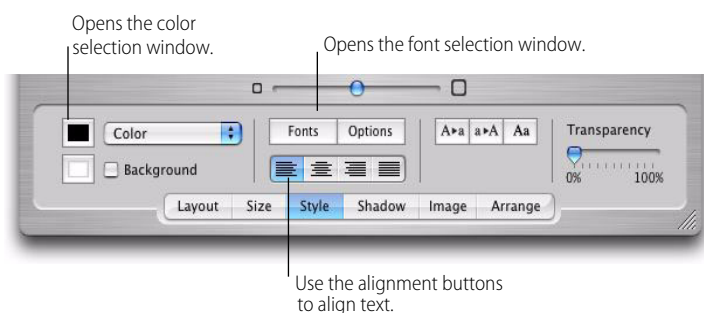 Opens the color
selection window.
Opens the font selection window.
Color
Fonts
Options
A▸a
a▸A
Aa
Transparency
Background
0%
100%
Layout
Size
Style
Shadow
Image
Arrange
Use the alignment buttons
to align text.